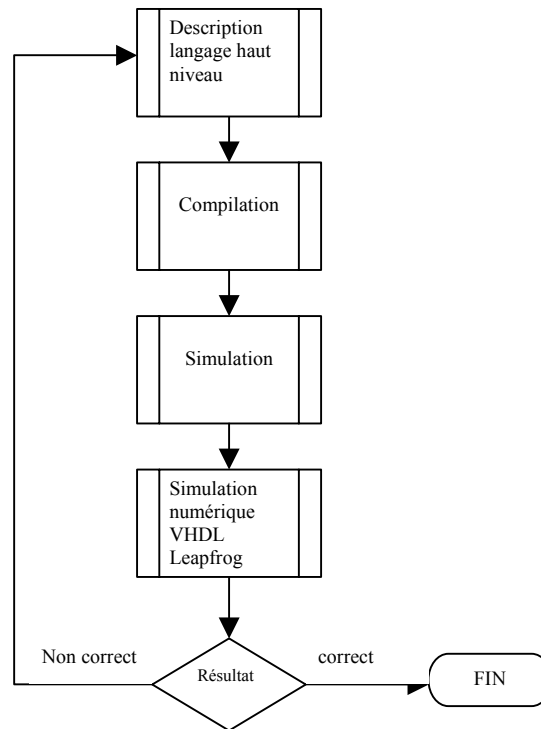 Description
langage haut
niveau
Compilation
Simulation
Simulation
numérique
VHDL
Leapfrog
Non correct
Résultat
correct
FIN